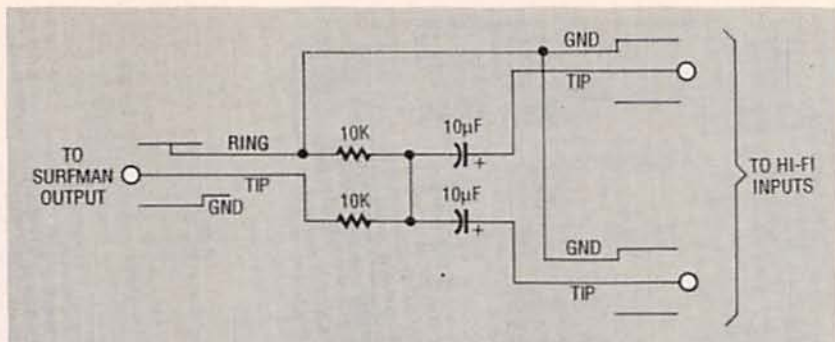 GND
TIP
RING
10K
10µF
+
TO
SURFMAN
OUTPUT
TIP
GND
10K
10µF
+
TO HI-FI
INPUTS
GND
TIP